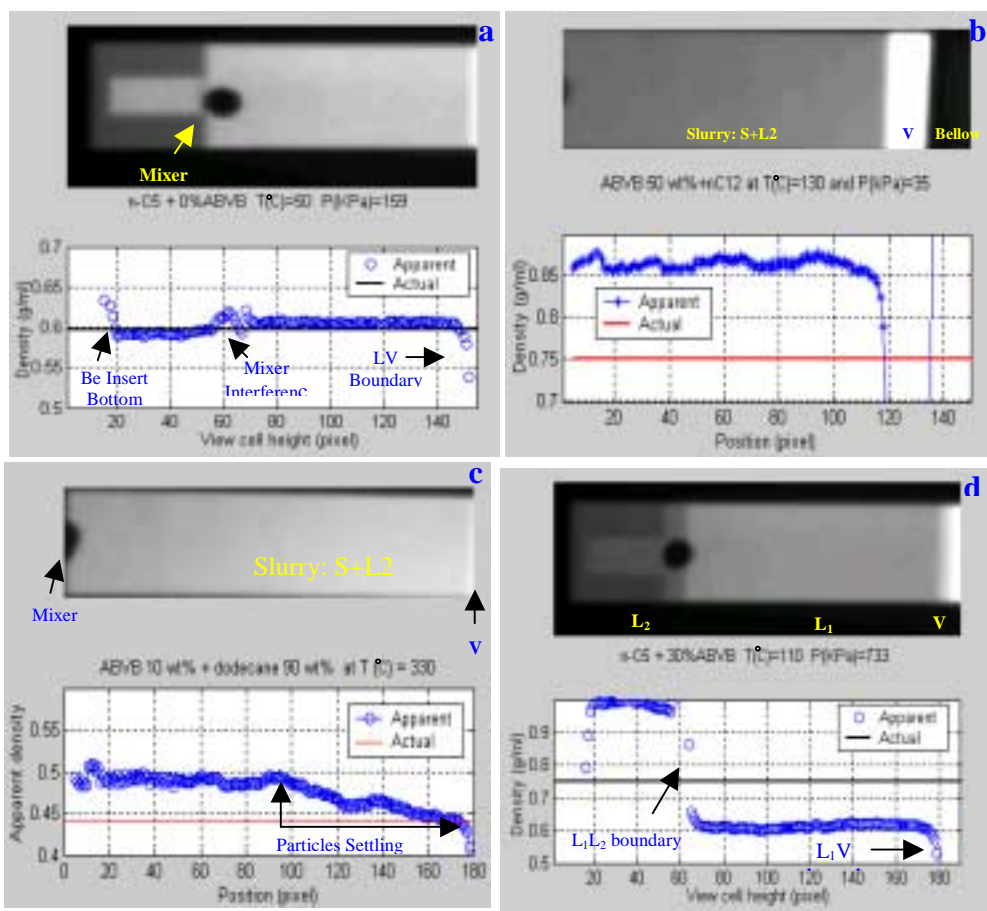 a
Mixer
n-C5 + 0%ABVB T(°C)=50 P(kPa)=159
0.7
0.65
0.6
0.55
0.5
Density (g/ml)
Apparent
Actual
Be Insert
Bottom
Mixer
Interferenc
LV
Boundary
20 40 60 80 100 120 140
View cell height (pixel)
b
Slurry: S+L2
V
Bellow
ABVB 50 wt%+nC12 at T(°C)=130 and P(kPa)=35
0.85
0.8
0.75
0.7
Density (g/ml)
Apparent
Actual
20 40 60 80 100 120 140
Position (pixel)
c
Slurry: S+L2
Mixer
V
ABVB 10 wt% + dodecane 90 wt% at T (°C) = 330
0.55
0.5
0.45
0.4
Apparent density
Apparent
Actual
Particles Settling
0 20 40 60 80 100 120 140 160 180
Position (pixel)
d
L₂
L₁
V
n-C5 + 30%ABVB T(°C)=110 P(kPa)=733
0.9
0.8
0.7
0.6
0.5
Density (g/ml)
Apparent
Actual
L₁L₂ boundary
L₁V
20 40 60 80 100 120 140 160 180
View cell height (pixel)